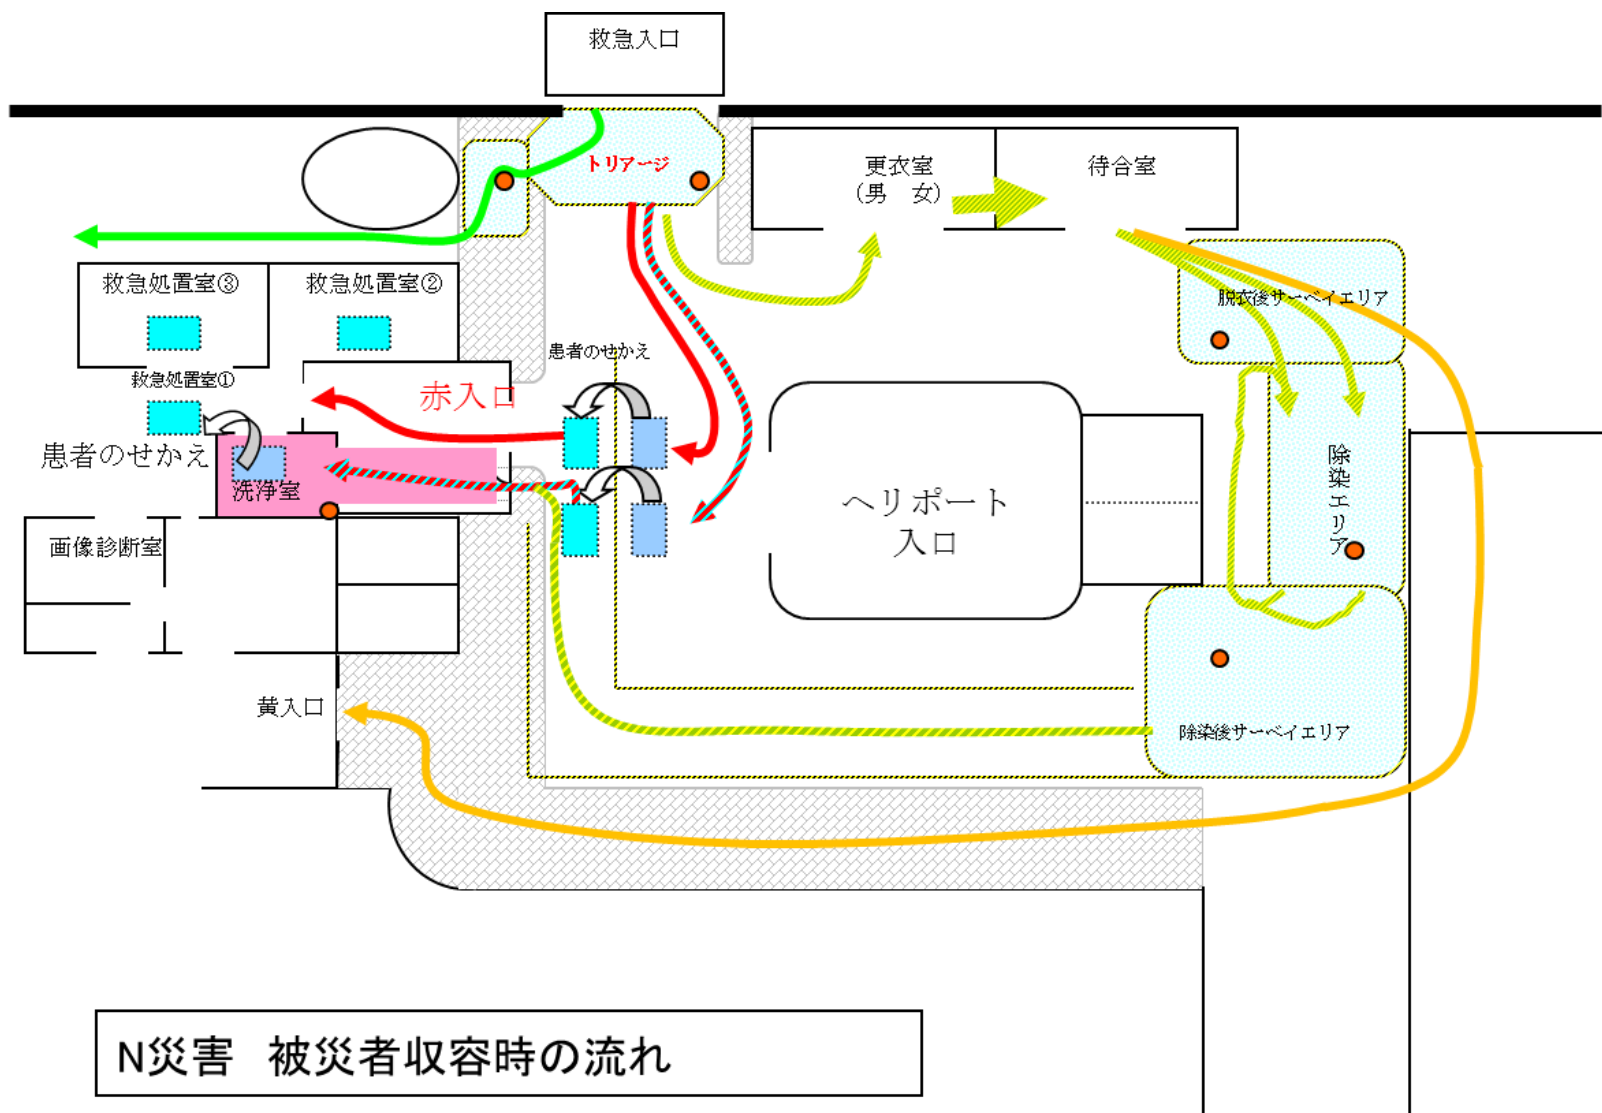 救急入口
トリアージ
更衣室
（男　女）
待合室
救急処置室③
救急処置室②
脱衣後サーベイエリア
患者のせかえ
救急処置室①
赤入口
患者のせかえ
洗浄室
除染エリア
ヘリポート
入口
画像診断室
黄入口
除染後サーベイエリア
N災害　被災者収容時の流れ